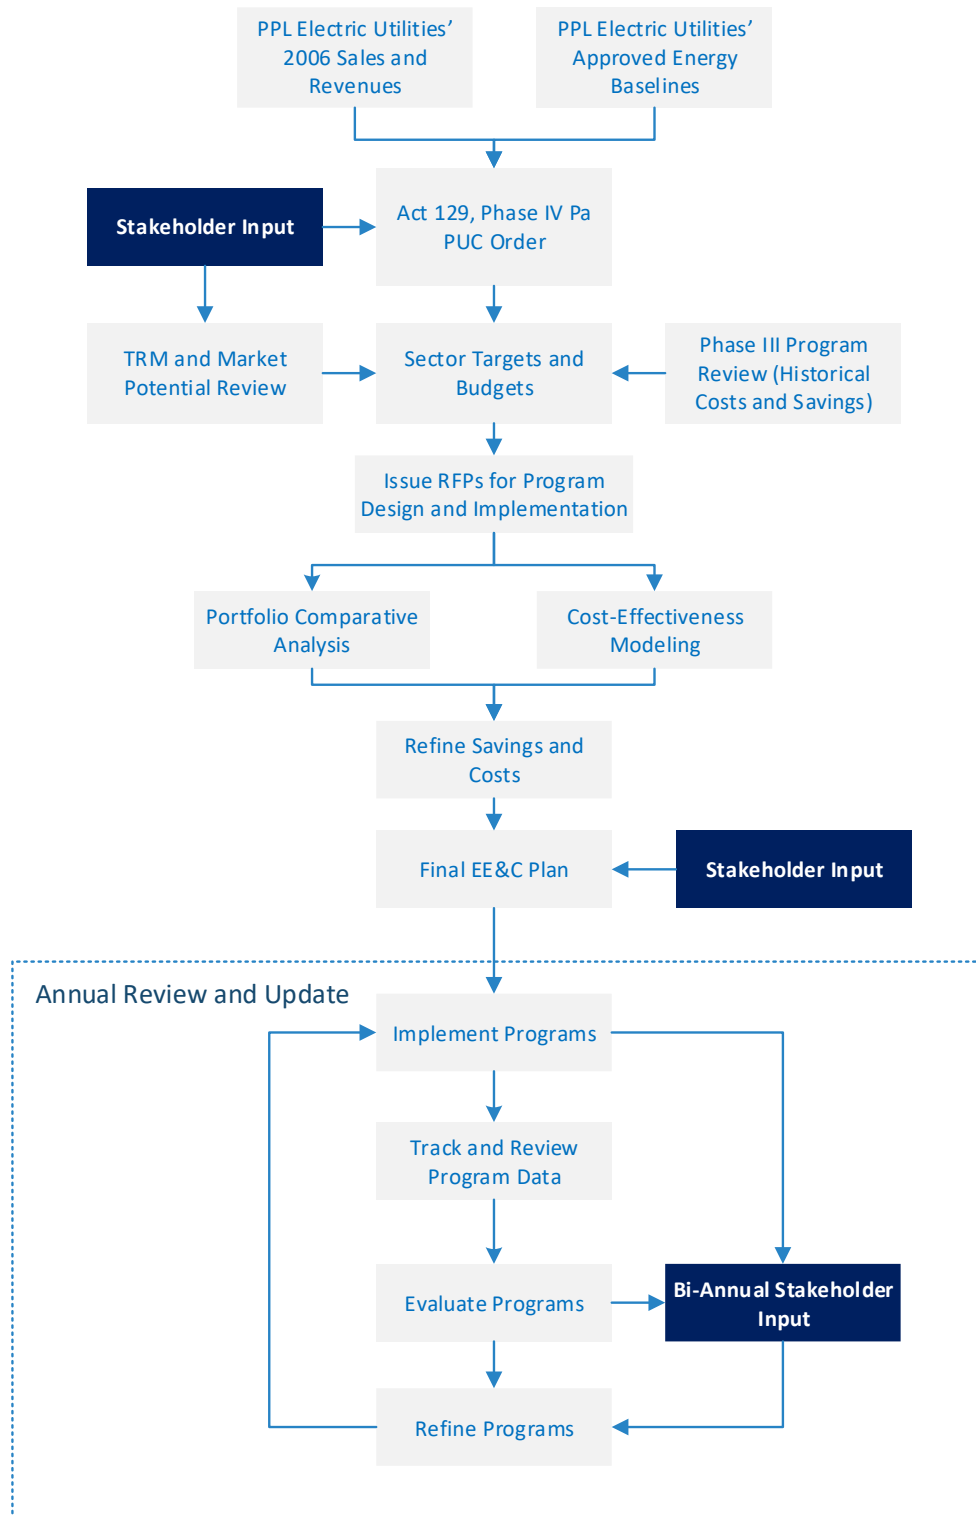 PPL Electric Utilities’
2006 Sales and
Revenues
PPL Electric Utilities’
Approved Energy
Baselines
Stakeholder Input
Act 129, Phase IV Pa
PUC Order
TRM and Market
Potential Review
Sector Targets and
Budgets
Phase III Program
Review (Historical
Costs and Savings)
Issue RFPs for Program
Design and Implementation
Portfolio Comparative
Analysis
Cost-Effectiveness
Modeling
Refine Savings and
Costs
Final EE&C Plan
Stakeholder Input
Annual Review and Update
Implement Programs
Track and Review
Program Data
Evaluate Programs
Bi-Annual Stakeholder
Input
Refine Programs